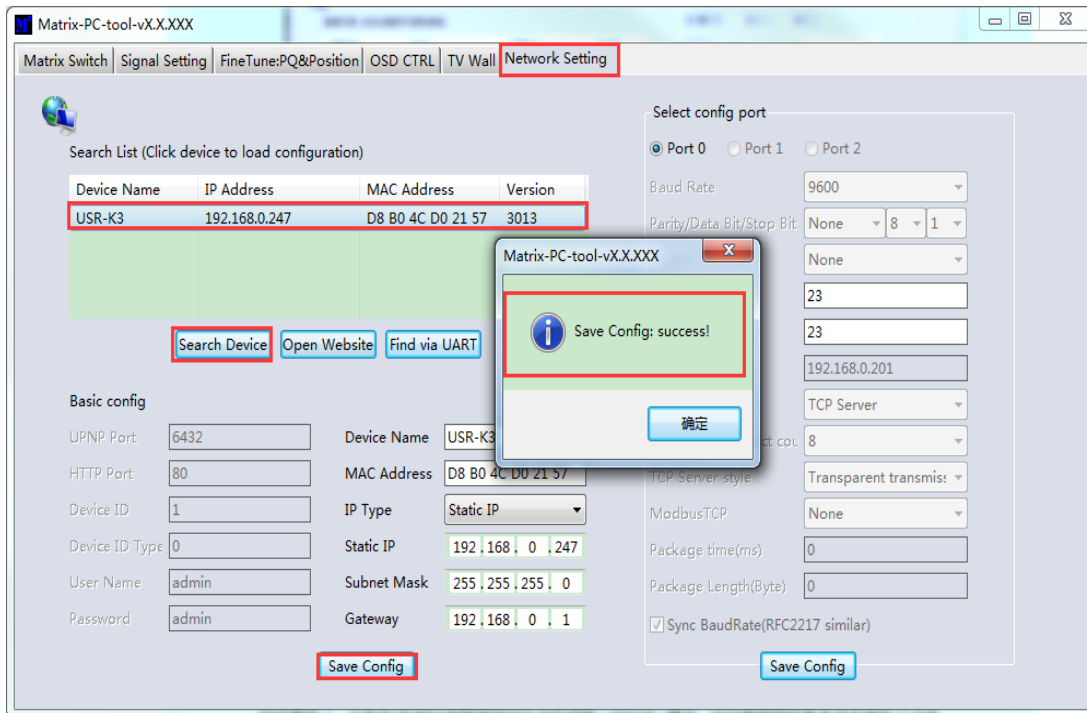 Matrix-PC-tool-vX.X.XXX
Matrix Switch Signal Setting FineTune:PQ&Position OSD CTRL TV Wall Network Setting
Search List (Click device to load configuration)
Device Name IP Address MAC Address Version
USR-K3 192.168.0.247 D8 B0 4C D0 21 57 3013
Search Device Open Website Find via UART
Basic config
UPNP Port 6432
HTTP Port 80
Device ID 1
Device ID Type 0
User Name admin
Password admin
Device Name USR-K3
MAC Address D8 B0 4C D0 21 57
IP Type Static IP
Static IP 192 . 168 . 0 . 247
Subnet Mask 255 . 255 . 255 . 0
Gateway 192 . 168 . 0 . 1
Save Config
Matrix-PC-tool-vX.X.XXX
Save Config: success!
确定
Select config port
Port 0 Port 1 Port 2
Baud Rate 9600
Parity/Data Bit/Stop Bit None 8 1
None
23
23
192.168.0.201
TCP Server
8
TCP Server style Transparent
ModbusTCP None
Package time(ms) 0
Package Length(Byte) 0
Sync BaudRate(RFC2217 similar)
Save Config